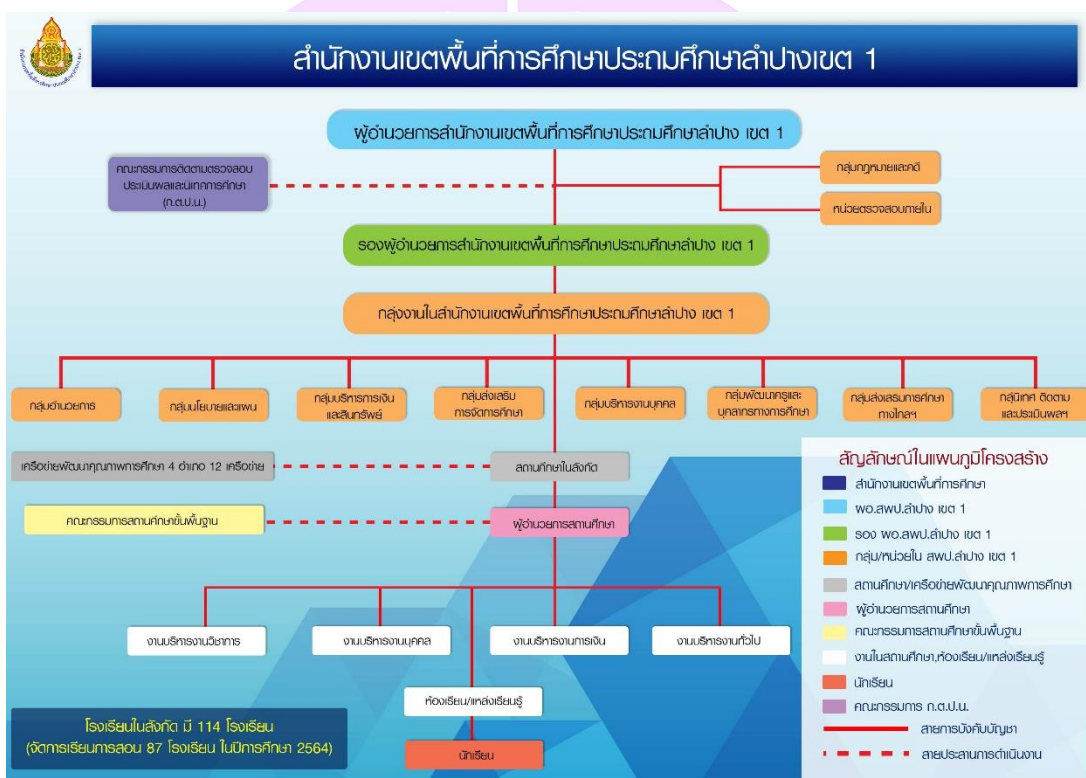 สำนักงานเขตพื้นที่การศึกษาประถมศึกษาลำปางเขต 1
ผู้อำนวยการสำนักงานเขตพื้นที่การศึกษาประถมศึกษาลำปาง เขต 1
คณะกรรมการติดตามตรวจสอบ
ประเมินผลและนิเทศการศึกษา
(ก.ต.ป.น.)
กลุ่มกฎหมายและคดี
หน่วยตรวจสอบภายใน
รองผู้อำนวยการสำนักงานเขตพื้นที่การศึกษาประถมศึกษาลำปาง เขต 1
กลุ่งงานในสำนักงานเขตพื้นที่การศึกษาประถมศึกษาลำปาง เขต 1
กลุ่มอำนวยการ
กลุ่มนโยบายและแผน
กลุ่มบริหารการเงิน
และสินทรัพย์
กลุ่มส่งเสริม
การจัดการศึกษา
กลุ่มบริหารงานบุคคล
กลุ่มพัฒนาครูและ
บุคลากรทางการศึกษา
กลุ่มส่งเสริมการศึกษา
ทางไกลฯ
กลุ่นิเทศ ติดตาม
และประเมินผลฯ
เครือข่ายพัฒนาคุณภาพการศึกษา 4 อำเภอ 12 เครือข่าย
สถานศึกษาในสังกัด
คณะกรรมการสถานศึกษาขั้นพื้นฐาน
ผู้อำนวยการสถานศึกษา
งานบริหารงานวิชาการ
งานบริหารงานบุคคล
งานบริหารงานการเงิน
งานบริหารงานทั่วไป
ห้องเรียน/แหล่งเรียนรู้
นักเรียน
โรงเรียนในสังกัด มี 114 โรงเรียน
(จัดการเรียนการสอน 87 โรงเรียน ในปีการศึกษา 2564)
สัญลักษณ์ในแผนภูมิโครงสร้าง
สำนักงานเขตพื้นที่การศึกษา
ผอ.สพป.ลำปาง เขต 1
รอง ผอ.สพป.ลำปาง เขต 1
กลุ่ม/หน่วยใน สพป.ลำปาง เขต 1
สถานศึกษา/เครือข่ายพัฒนาคุณภาพการศึกษา
ผู้อำนวยการสถานศึกษา
คณะกรรมการสถานศึกษาขั้นพื้นฐาน
งานในสถานศึกษา,ห้องเรียน/แหล่งเรียนรู้
นักเรียน
คณะกรรมการ ก.ต.ป.น.
สายการบังคับบัญชา
สายประสานการดำเนินงาน